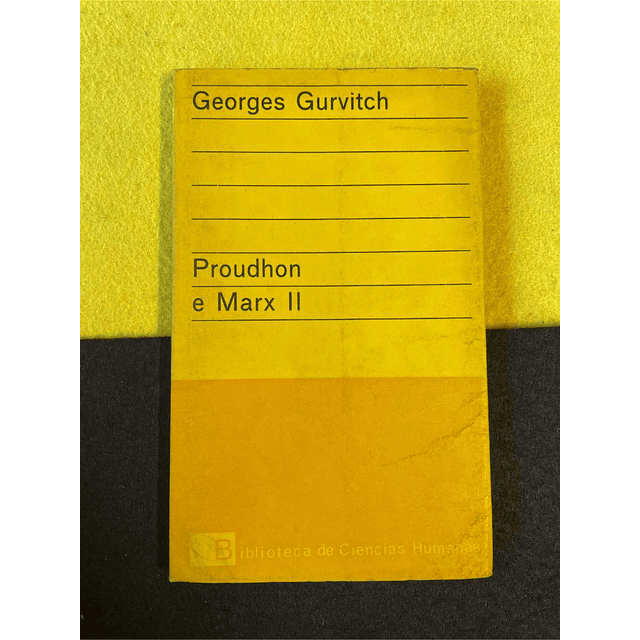 Georges Gurvitch
Proudhon
e Marx II
Biblioteca de Ciencias Humanas